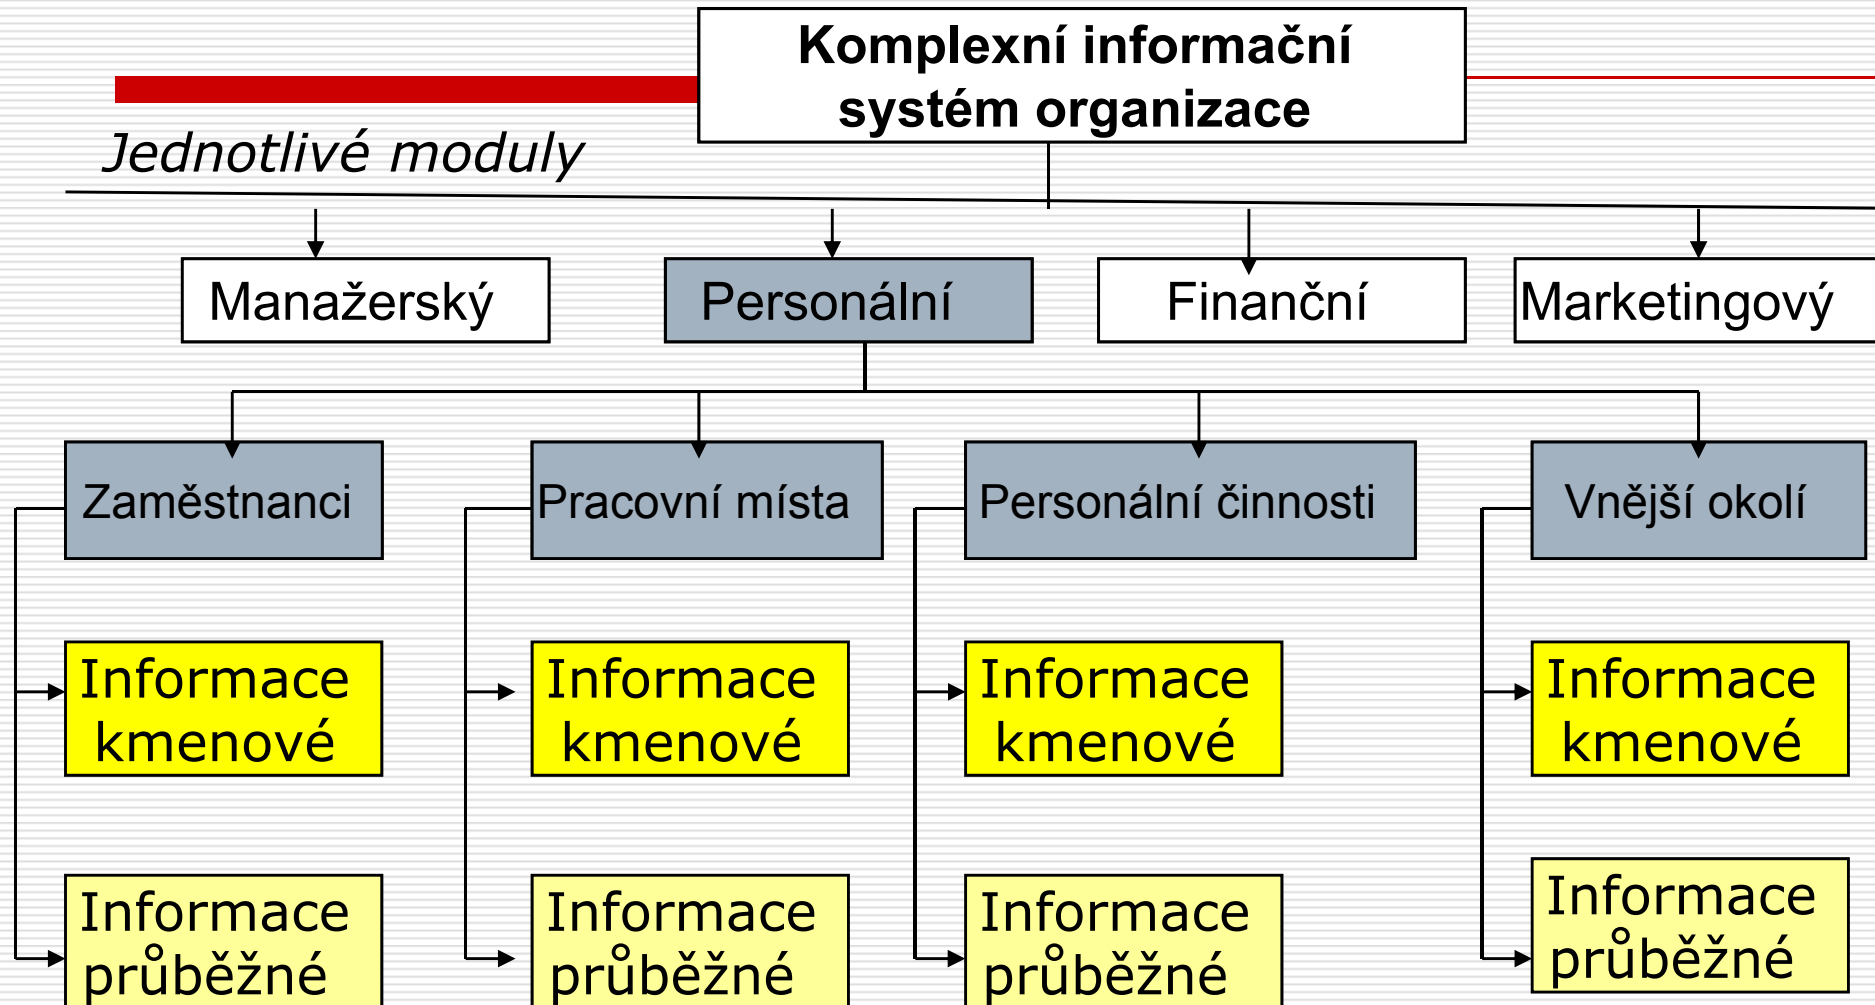 Komplexní informační
systém organizace
Jednotlivé moduly
Manažerský
Personální
Finanční
Marketingový
Zaměstnanci
Pracovní místa
Personální činnosti
Vnější okolí
Informace
kmenové
Informace
kmenové
Informace
kmenové
Informace
kmenové
Informace
průběžné
Informace
průběžné
Informace
průběžné
Informace
průběžné